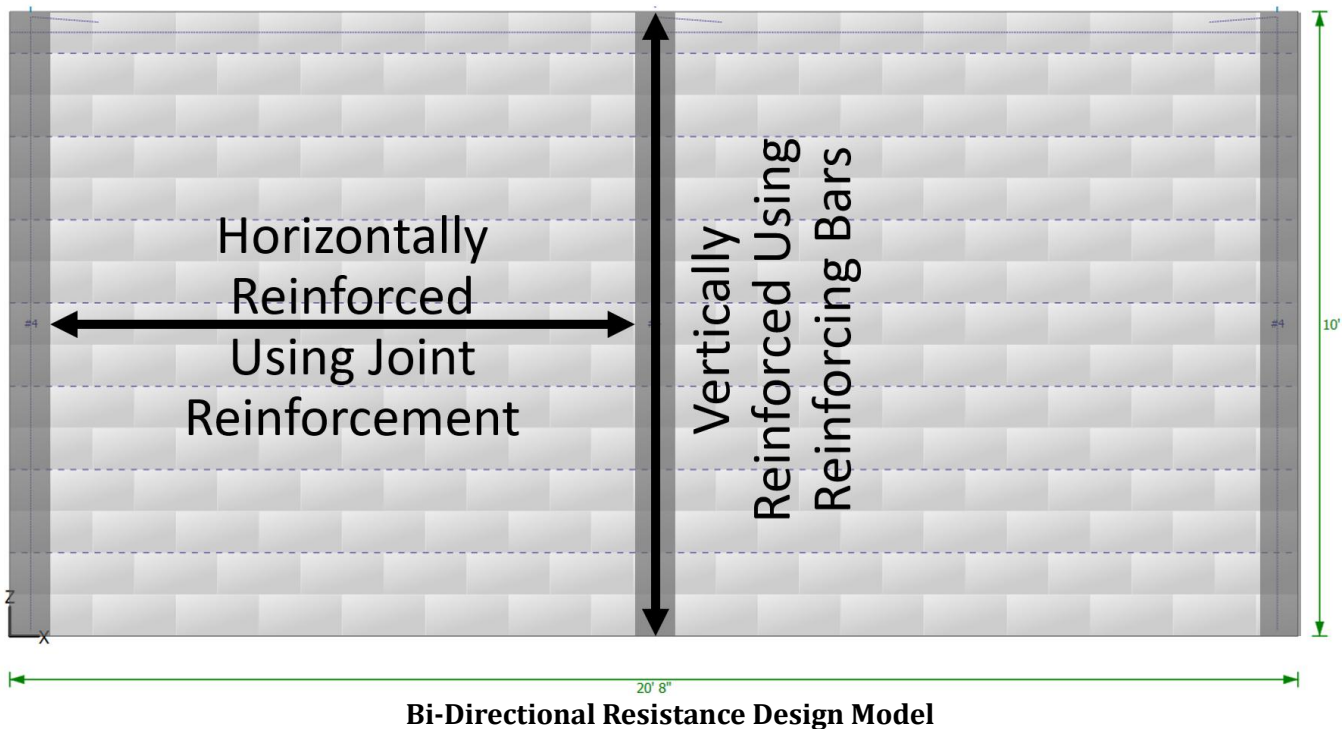 Horizontally
Reinforced
Using Joint
Reinforcement
Vertically
Reinforced Using
Reinforcing Bars
#4
#4
10'
Z
X
20' 8"
Bi-Directional Resistance Design Model